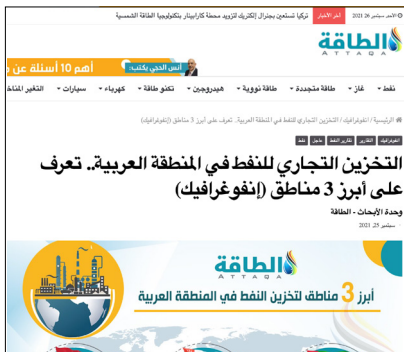 الأحد, سبتمبر 26 2021
أخر الأخبار
تركيا تستعين بجنرال إلكتريك لتزويد محطة كارابينار بتكنولوجيا الطاقة الشمسية
الطاقة
ATTAQA
أنس الحجي يكتب:
أهم 10 أسئلة عن
نفط
غاز
طاقة متجددة
طاقة نووية
هيدروجين
تكنو طاقة
كهرباء
سيارات
التغير المناخ
الرئيسية / أنفوغرافيك / التخزين التجاري للنفط في المنطقة العربية.. تعرف على أبرز 3 مناطق (إنفوغرافيك)
أنفوغرافيك
التقارير
تقارير النفط
عاجل
نفط
التخزين التجاري للنفط في المنطقة العربية.. تعرف
على أبرز 3 مناطق (إنفوغرافيك)
وحدة الأبحاث - الطاقة
سبتمبر 25, 2021
الطاقة
ATTAQA
أبرز 3 مناطق لتخزين النفط في المنطقة العربية